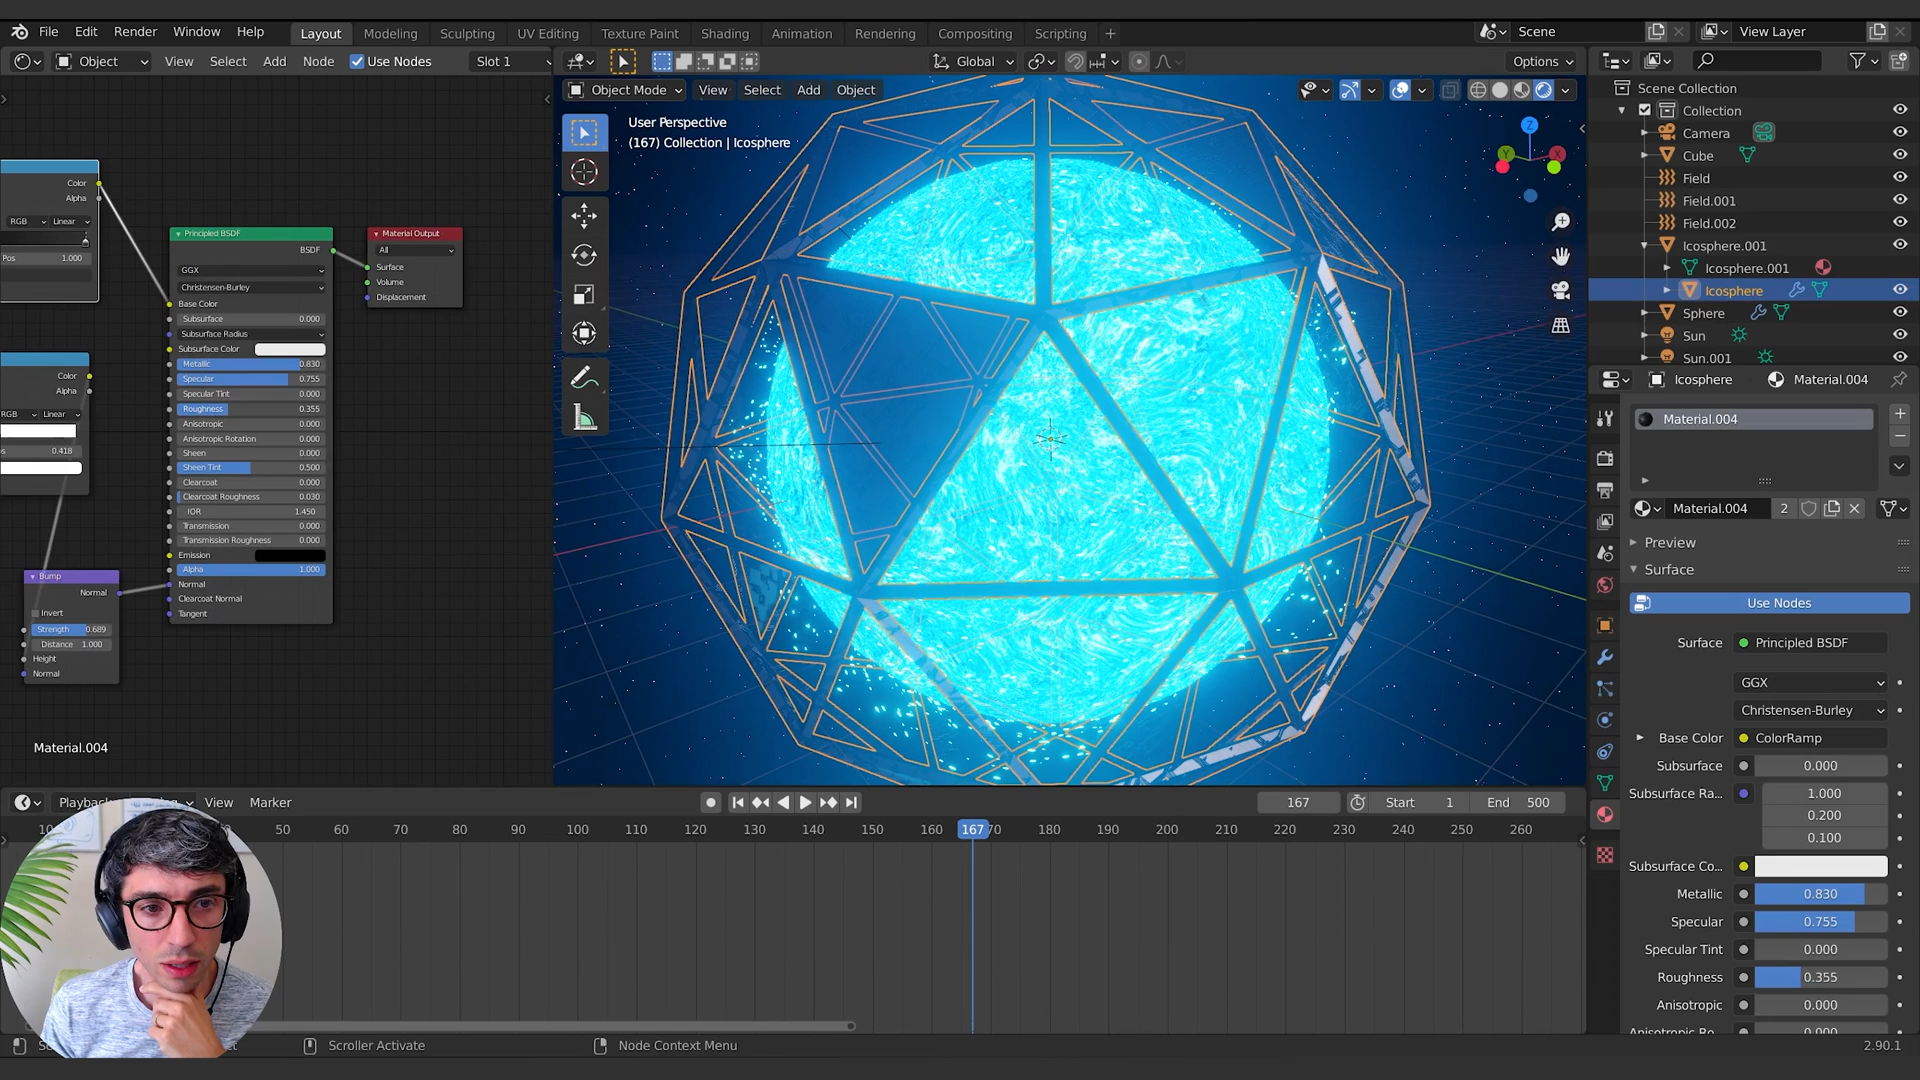 File Edit Render Window Help Layout Modeling Sculpting UV Editing Texture Paint Shading Animation Rendering Compositing Scripting + Scene View Layer
Object View Select Add Node Use Nodes Slot 1 Global Options
Object Mode View Select Add Object
User Perspective
(167) Collection | Icosphere
Z
Y
X
Color
Alpha
RGB Linear
Pos 1.000
Color
Alpha
RGB Linear
0.418
Bump
Normal
Invert
Strength 0.689
Distance 1.000
Height
Normal
Principled BSDF
BSDF
GGX
Christensen-Burley
Base Color
Subsurface 0.000
Subsurface Radius
Subsurface Color
Metallic 0.830
Specular 0.755
Specular Tint 0.000
Roughness 0.355
Anisotropic 0.000
Anisotropic Rotation 0.000
Sheen 0.000
Sheen Tint 0.500
Clearcoat 0.000
Clearcoat Roughness 0.030
IOR 1.450
Transmission 0.000
Transmission Roughness 0.000
Emission
Alpha 1.000
Normal
Clearcoat Normal
Tangent
Material Output
All
Surface
Volume
Displacement
Material.004
Scene Collection
Collection
Camera
Cube
Field
Field.001
Field.002
Icosphere.001
Icosphere.001
Icosphere
Sphere
Sun
Sun.001
Icosphere Material.004
Material.004
Material.004 2
Preview
Surface
Use Nodes
Surface Principled BSDF
GGX
Christensen-Burley
Base Color ColorRamp
Subsurface 0.000
Subsurface Ra... 1.000
0.200
0.100
Subsurface Co...
Metallic 0.830
Specular 0.755
Specular Tint 0.000
Roughness 0.355
Anisotropic 0.000
Anisotropic Ro... 0.000
View Marker 167 Start 1 End 500
50 60 70 80 90 100 110 120 130 140 150 160 167 70 180 190 200 210 220 230 240 250 260
Scroller Activate Node Context Menu 2.90.1